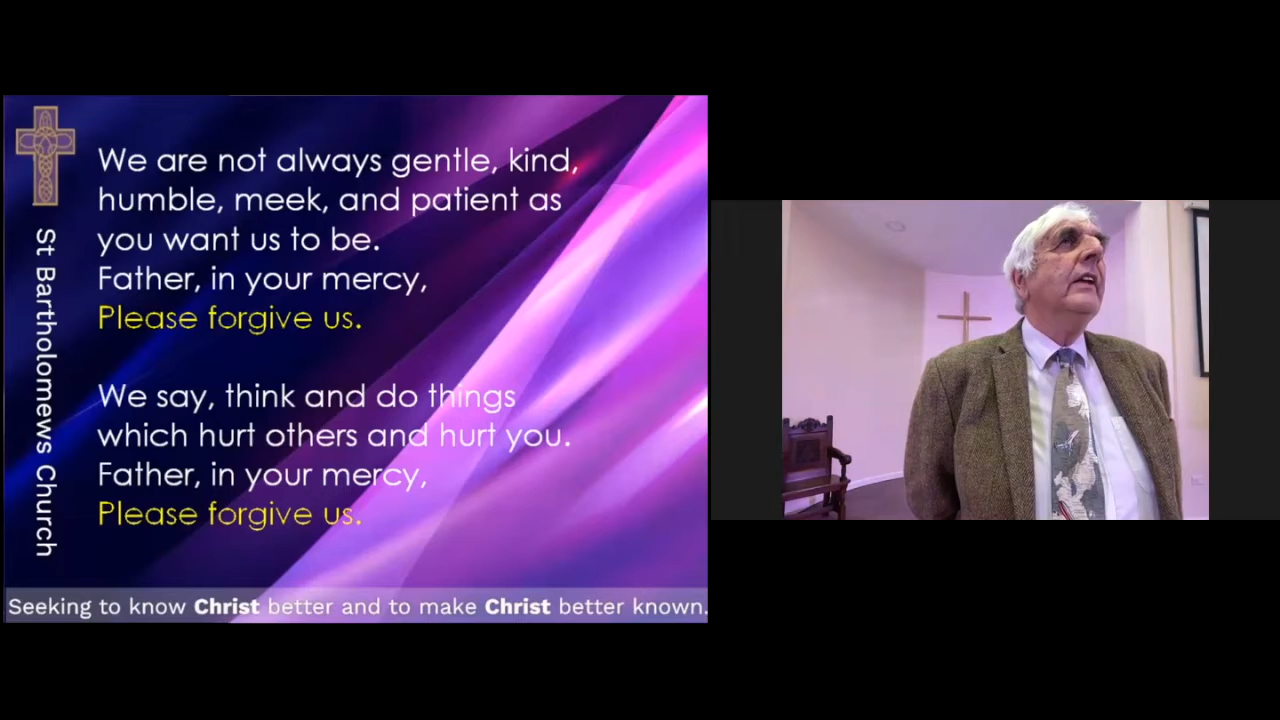 We are not always gentle, kind,
humble, meek, and patient as
you want us to be.
Father, in your mercy,
Please forgive us.
We say, think and do things
which hurt others and hurt you.
Father, in your mercy,
Please forgive us.
St Bartholomews Church
Seeking to know Christ better and to make Christ better known.